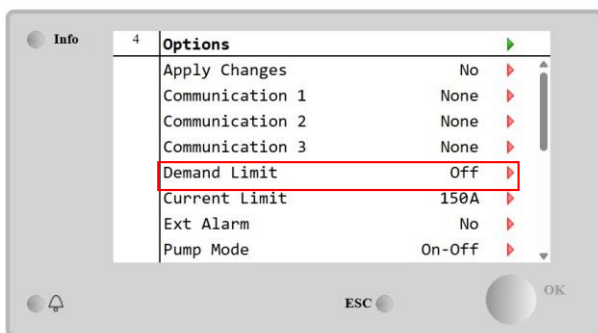 Info
4 Options
Apply Changes No
Communication 1 None
Communication 2 None
Communication 3 None
Demand Limit Off
Current Limit 150A
Ext Alarm No
Pump Mode On-Off
ESC
OK